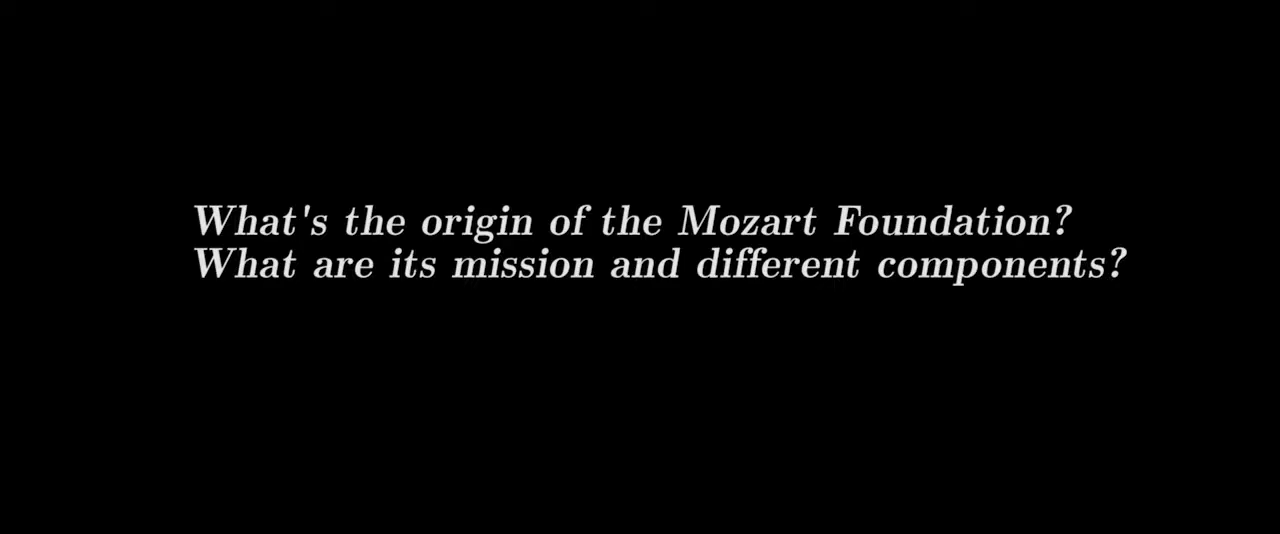 What's the origin of the Mozart Foundation?
What are its mission and different components?